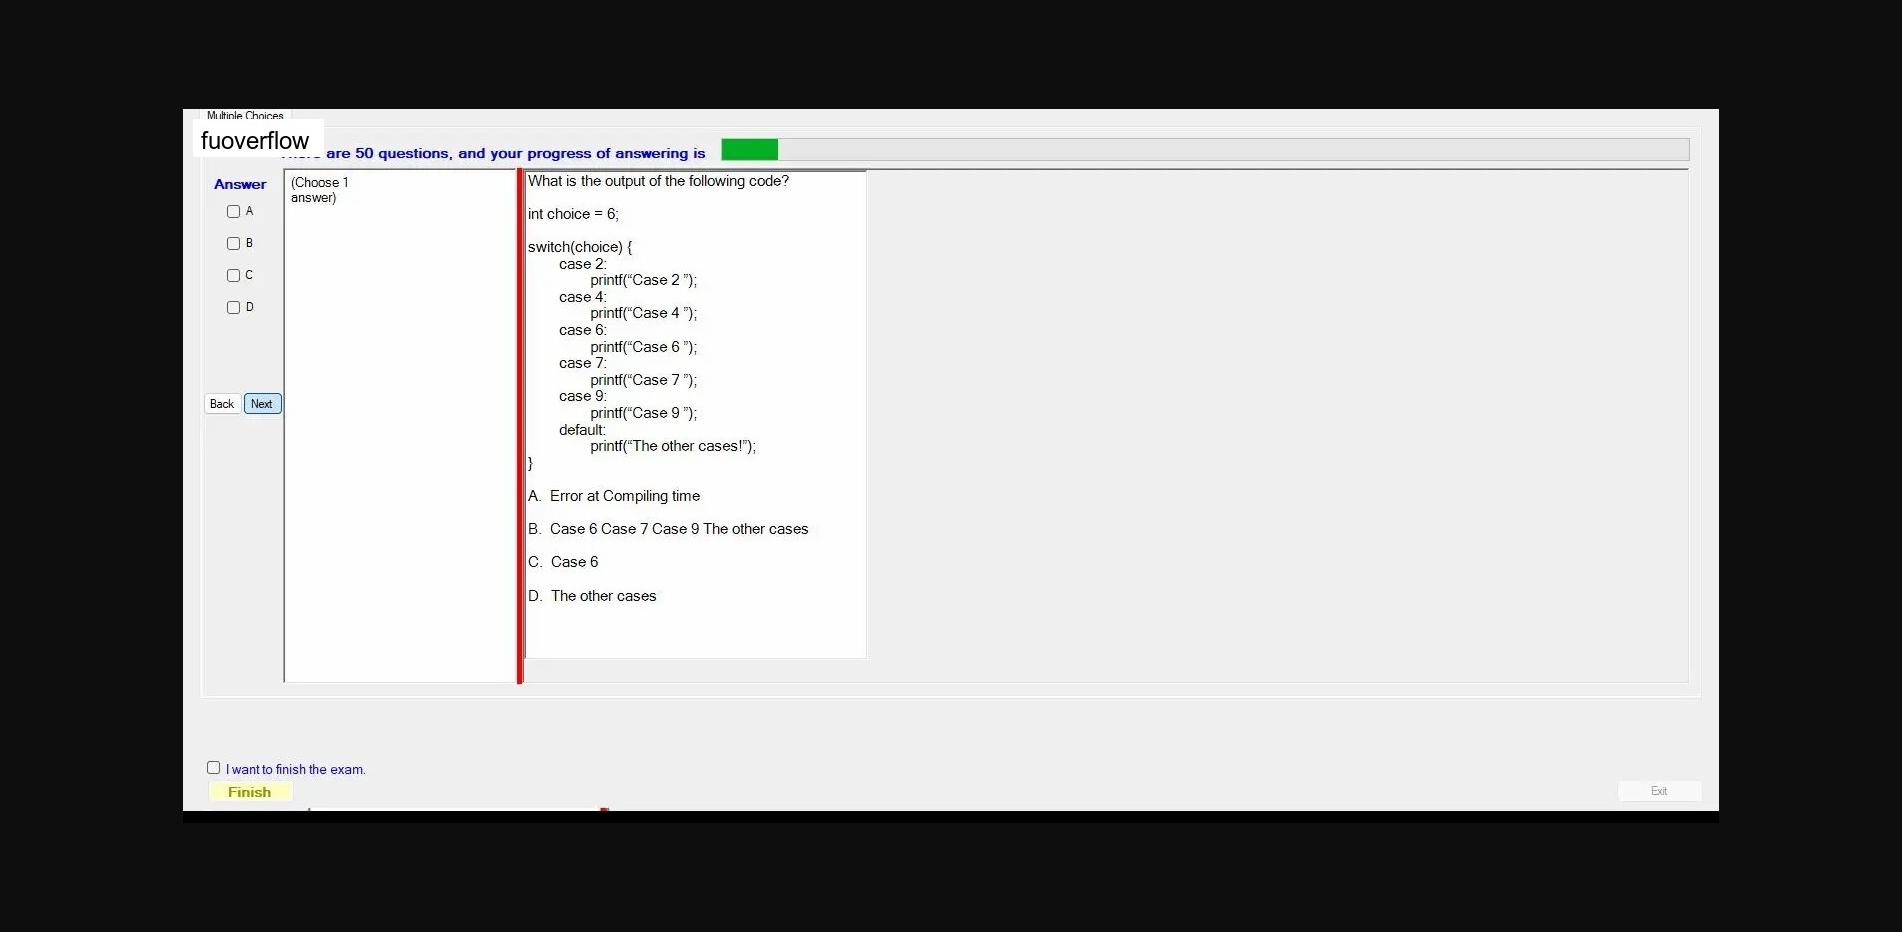 Multiple Choices
fuoverflow
are 50 questions, and your progress of answering is
Answer
(Choose 1
answer)
A
B
C
D
Back
Next
What is the output of the following code?
int choice = 6;
switch(choice) {
case 2:
printf(“Case 2 ”);
case 4:
printf(“Case 4 ”);
case 6:
printf(“Case 6 ”);
case 7:
printf(“Case 7 ”);
case 9:
printf(“Case 9 ”);
default:
printf(“The other cases!”);
}
A. Error at Compiling time
B. Case 6 Case 7 Case 9 The other cases
C. Case 6
D. The other cases
I want to finish the exam.
Finish
Exit